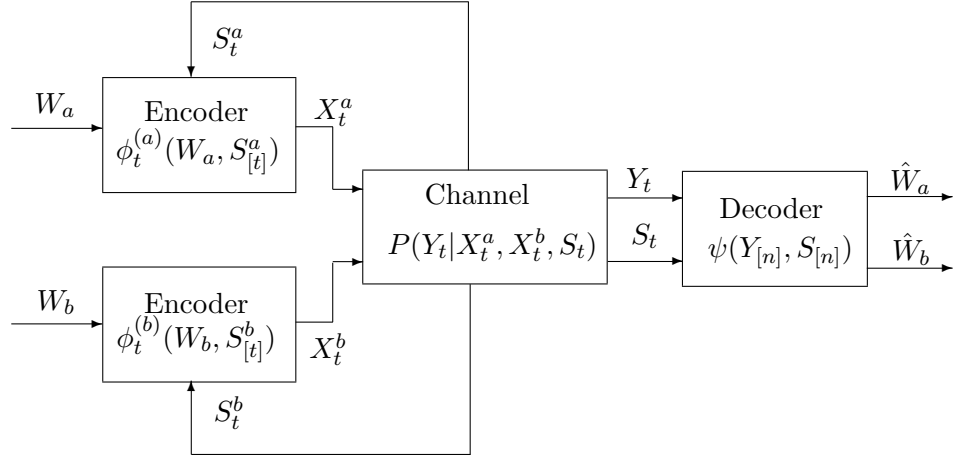 S_t^a
W_a
Encoder
ϕ_t^{(a)}(W_a, S_{[t]}^a)
X_t^a
Channel
P(Y_t|X_t^a, X_t^b, S_t)
Y_t
S_t
Decoder
ψ(Y_{[n]}, S_{[n]})
Ŵ_a
Ŵ_b
W_b
Encoder
ϕ_t^{(b)}(W_b, S_{[t]}^b)
X_t^b
S_t^b